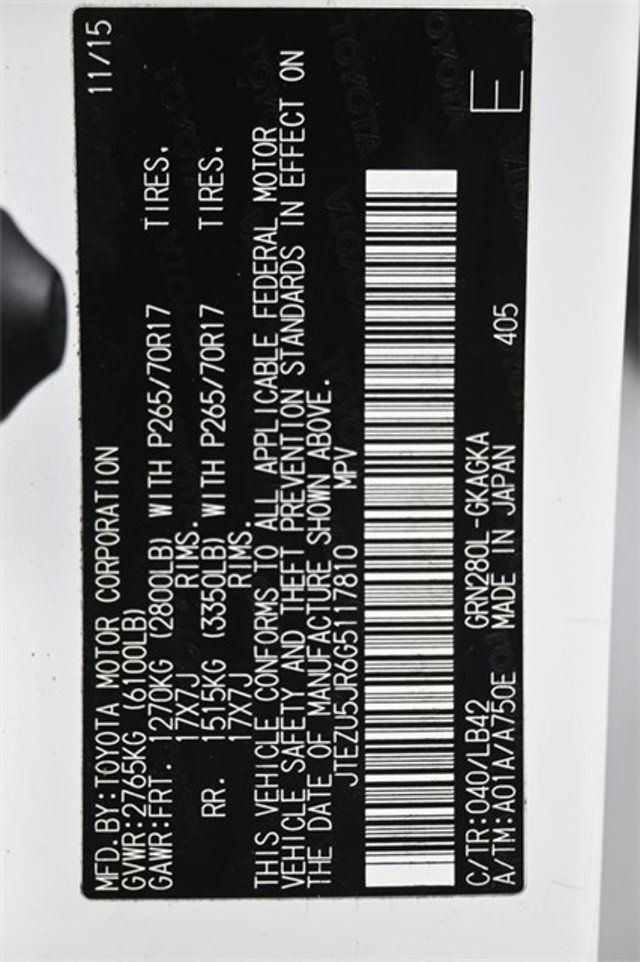 MFD.BY:TOYOTA MOTOR CORPORATION 11/15
GVWR:2765KG (6100LB)
GAWR:FRT. 1270KG (2800LB) WITH P265/70R17 TIRES.
17X7J RIMS.
RR. 1515KG (3350LB) WITH P265/70R17 TIRES.
17X7J RIMS.
THIS VEHICLE CONFORMS TO ALL APPLICABLE FEDERAL MOTOR
VEHICLE SAFETY AND THEFT PREVENTION STANDARDS IN EFFECT ON
THE DATE OF MANUFACTURE SHOWN ABOVE.
JTEZU5JR6G5117810 MPV
C/TR:040/LB42 GRN280L-GKAGKA
A/TM:A01A/A750E MADE IN JAPAN 405
E